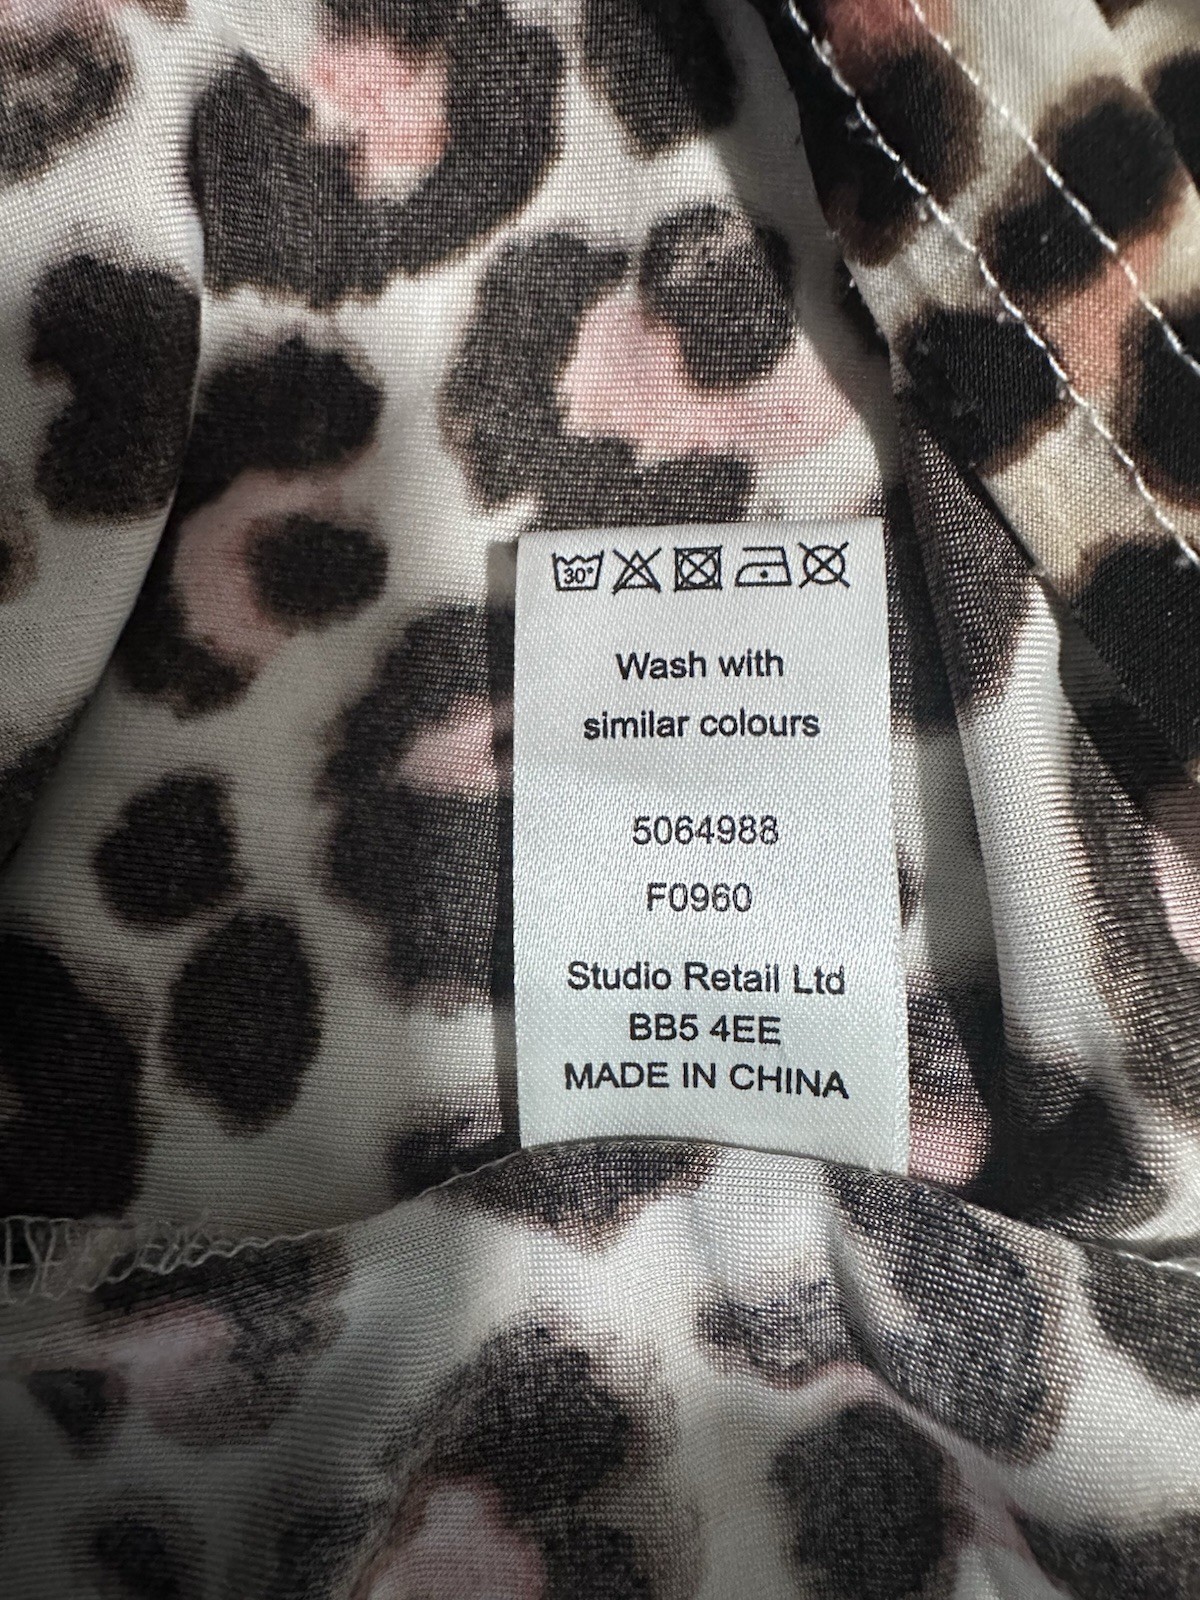 30°
Wash with
similar colours
5064988
F0960
Studio Retail Ltd
BB5 4EE
MADE IN CHINA